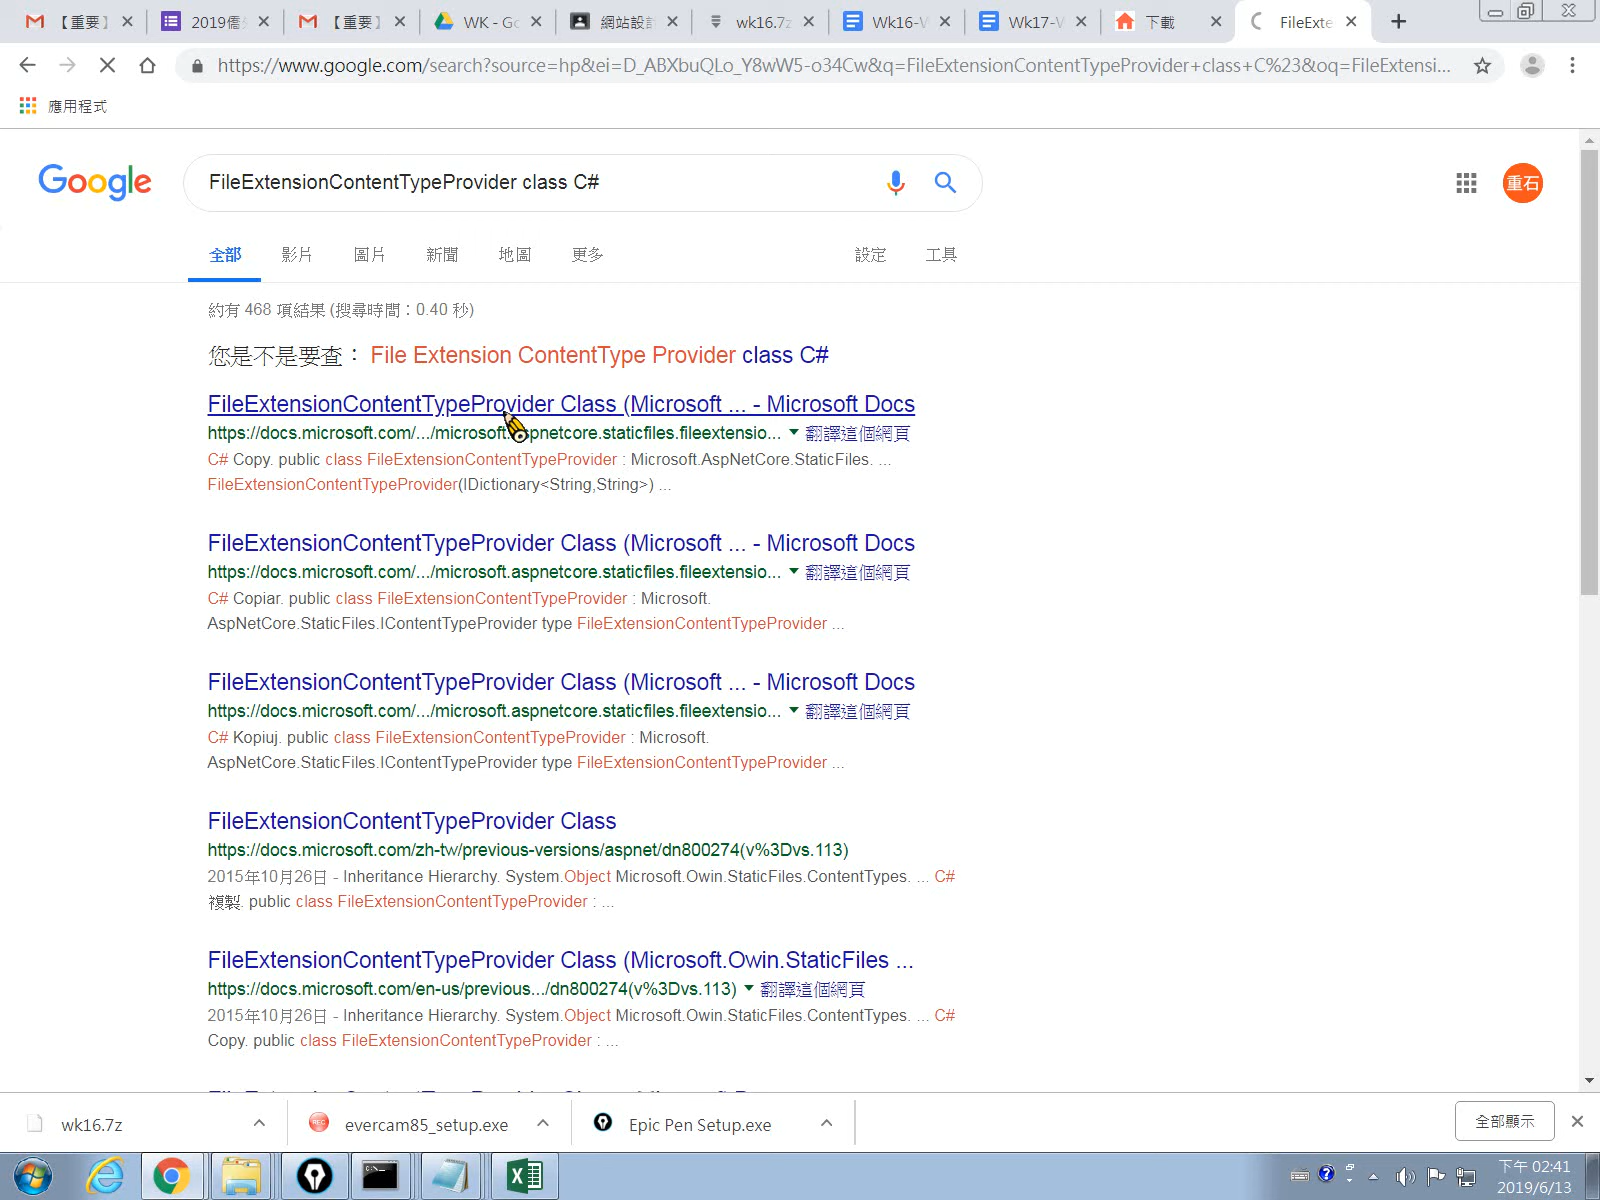 【重要】
2019僑生
【重要】
WK - Go
網站設計
wk16.7z
Wk16-V
Wk17-V
下載
FileExte
https://www.google.com/search?source=hp&ei=D_ABXbuQLo_Y8wW5-o34Cw&q=FileExtensionContentTypeProvider+class+C%23&oq=FileExtensi...
應用程式
Google
FileExtensionContentTypeProvider class C#
重石
全部
影片
圖片
新聞
地圖
更多
設定
工具
約有 468 項結果 (搜尋時間：0.40 秒)
您是不是要查： File Extension ContentType Provider class C#
FileExtensionContentTypeProvider Class (Microsoft ... - Microsoft Docs
https://docs.microsoft.com/.../microsoft.aspnetcore.staticfiles.fileextensio... 翻譯這個網頁
C# Copy. public class FileExtensionContentTypeProvider : Microsoft.AspNetCore.StaticFiles. ...
FileExtensionContentTypeProvider(IDictionary<String,String>) ...
FileExtensionContentTypeProvider Class (Microsoft ... - Microsoft Docs
https://docs.microsoft.com/.../microsoft.aspnetcore.staticfiles.fileextensio... 翻譯這個網頁
C# Copiar. public class FileExtensionContentTypeProvider : Microsoft.
AspNetCore.StaticFiles.IContentTypeProvider type FileExtensionContentTypeProvider ...
FileExtensionContentTypeProvider Class (Microsoft ... - Microsoft Docs
https://docs.microsoft.com/.../microsoft.aspnetcore.staticfiles.fileextensio... 翻譯這個網頁
C# Kopiuj. public class FileExtensionContentTypeProvider : Microsoft.
AspNetCore.StaticFiles.IContentTypeProvider type FileExtensionContentTypeProvider ...
FileExtensionContentTypeProvider Class
https://docs.microsoft.com/zh-tw/previous-versions/aspnet/dn800274(v%3Dvs.113)
2015年10月26日 - Inheritance Hierarchy. System.Object Microsoft.Owin.StaticFiles.ContentTypes. ... C#
複製. public class FileExtensionContentTypeProvider : ...
FileExtensionContentTypeProvider Class (Microsoft.Owin.StaticFiles ...
https://docs.microsoft.com/en-us/previous.../dn800274(v%3Dvs.113) 翻譯這個網頁
2015年10月26日 - Inheritance Hierarchy. System.Object Microsoft.Owin.StaticFiles.ContentTypes. ... C#
Copy. public class FileExtensionContentTypeProvider : ...
wk16.7z
evercam85_setup.exe
Epic Pen Setup.exe
全部顯示
下午 02:41
2019/6/13